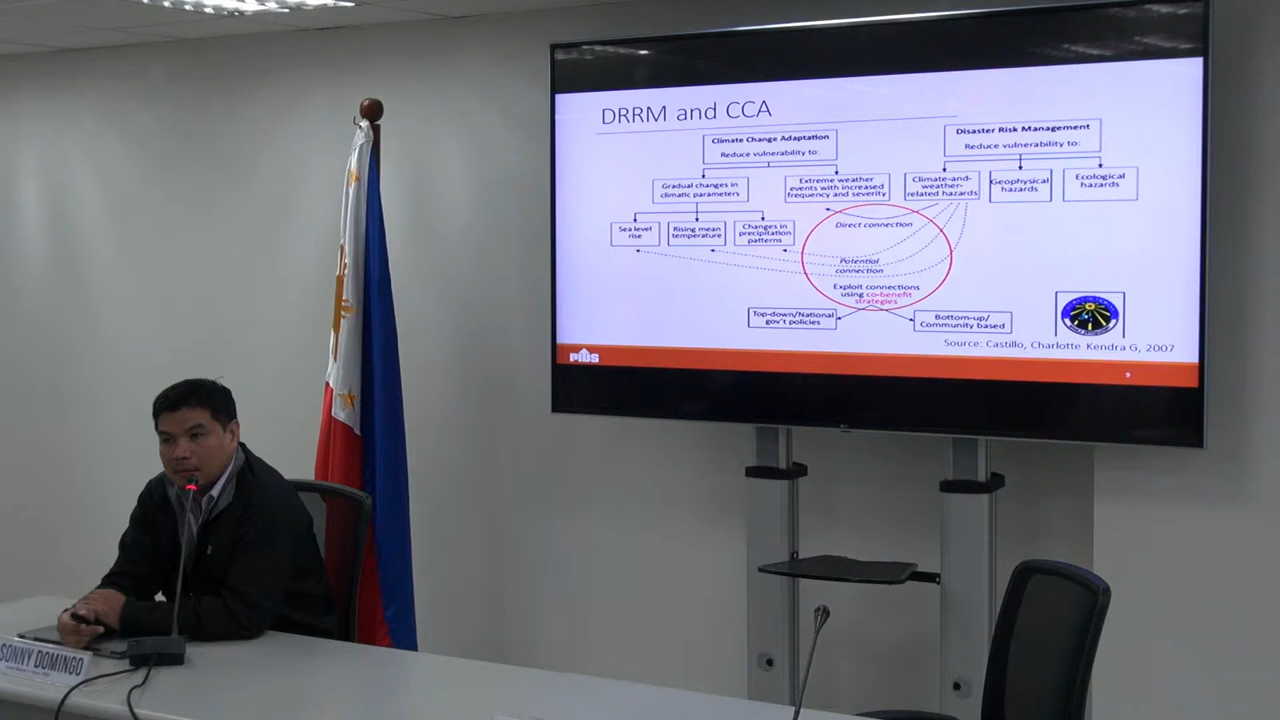 DRRM and CCA
Climate Change Adaptation
Reduce vulnerability to:
Disaster Risk Management
Reduce vulnerability to:
Gradual changes in
climatic parameters
Extreme weather
events with increased
frequency and severity
Climate-and-
weather-
related hazards
Geophysical
hazards
Ecological
hazards
Sea level
rise
Rising mean
temperature
Changes in
precipitation
patterns
Direct connection
Potential
connection
Exploit connections
using co-benefit
strategies
Top-down/National
gov't policies
Bottom-up/
Community based
Source: Castillo, Charlotte Kendra G, 2007
pids
9
SONNY DOMINGO